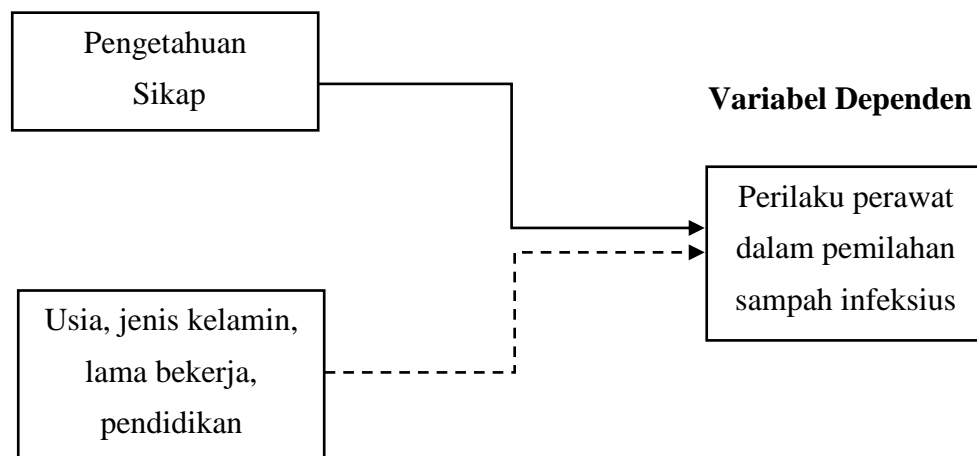 Pengetahuan
Sikap
Variabel Dependen
Perilaku perawat
dalam pemilahan
sampah infeksius
Usia, jenis kelamin,
lama bekerja,
pendidikan